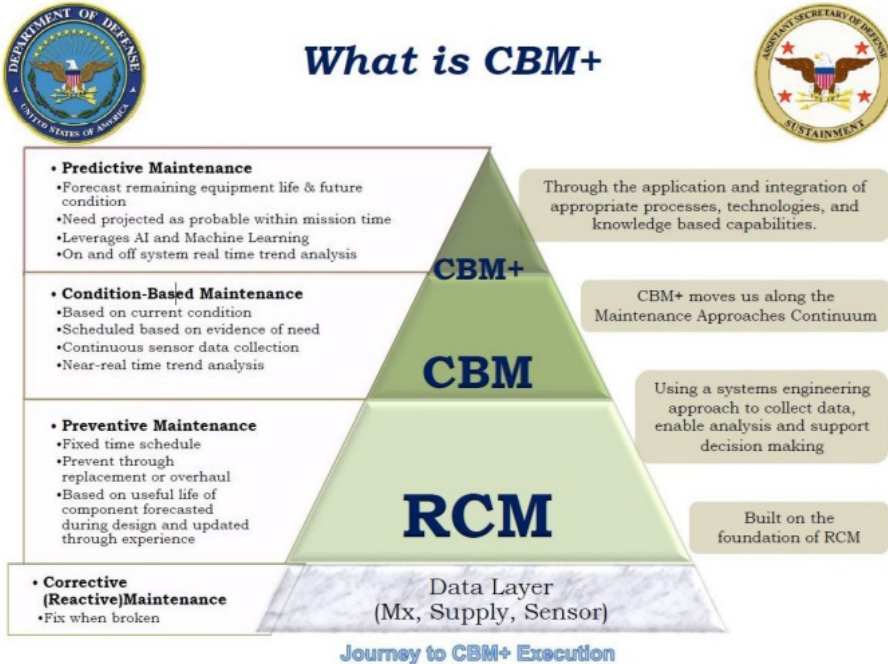 DEPARTMENT OF DEFENSE
UNITED STATES OF AMERICA
What is CBM+
ASSISTANT SECRETARY OF DEFENSE
SUSTAINMENT
• Predictive Maintenance
•Forecast remaining equipment life & future
condition
•Need projected as probable within mission time
•Leverages AI and Machine Learning
•On and off system real time trend analysis
• Condition-Based Maintenance
•Based on current condition
•Scheduled based on evidence of need
•Continuous sensor data collection
•Near-real time trend analysis
• Preventive Maintenance
•Fixed time schedule
•Prevent through
replacement or overhaul
•Based on useful life of
component forecasted
during design and updated
through experience
• Corrective
(Reactive)Maintenance
•Fix when broken
CBM+
CBM
RCM
Data Layer
(Mx, Supply, Sensor)
Through the application and integration of
appropriate processes, technologies, and
knowledge based capabilities.
CBM+ moves us along the
Maintenance Approaches Continuum
Using a systems engineering
approach to collect data,
enable analysis and support
decision making
Built on the
foundation of RCM
Journey to CBM+ Execution